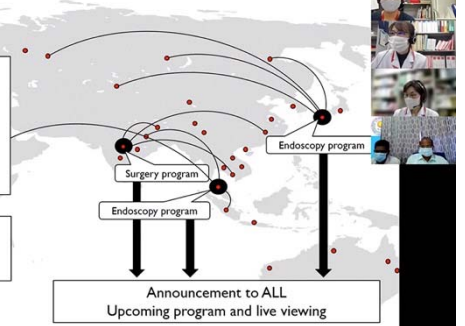 Endoscopy program
Surgery program
Endoscopy program
Announcement to ALL
Upcoming program and live viewing